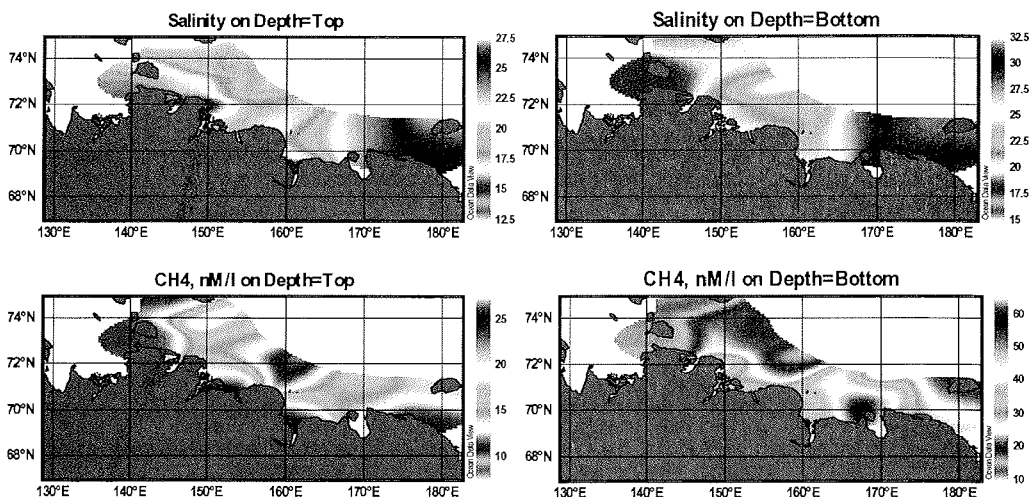 Salinity on Depth=Top
27.5
25
22.5
20
17.5
15
12.5
74°N
72°N
70°N
68°N
130°E 140°E 150°E 160°E 170°E 180°E
Ocean Data View
Salinity on Depth=Bottom
32.5
30
27.5
25
22.5
20
17.5
15
74°N
72°N
70°N
68°N
130°E 140°E 150°E 160°E 170°E 180°E
Ocean Data View
CH4, nM/l on Depth=Top
25
20
15
10
74°N
72°N
70°N
68°N
130°E 140°E 150°E 160°E 170°E 180°E
Ocean Data View
CH4, nM/l on Depth=Bottom
60
50
40
30
20
10
74°N
72°N
70°N
68°N
130°E 140°E 150°E 160°E 170°E 180°E
Ocean Data View